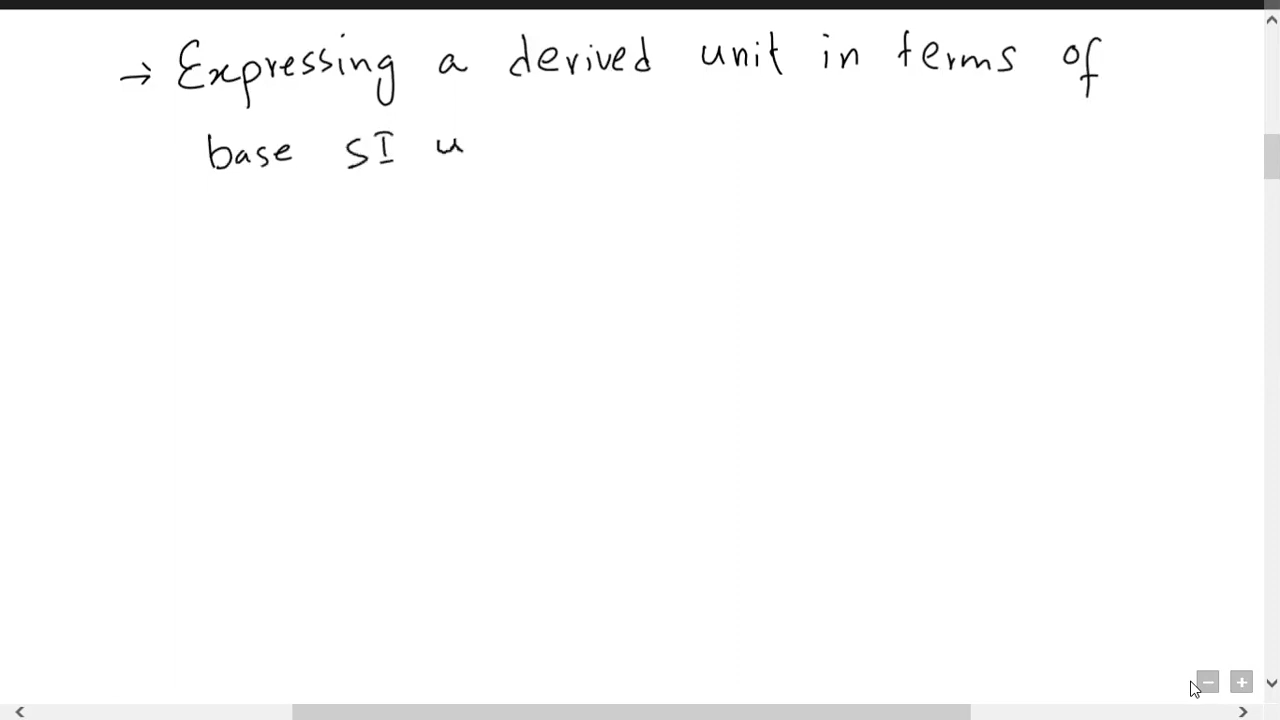 → Expressing a derived unit in terms of
base SI u